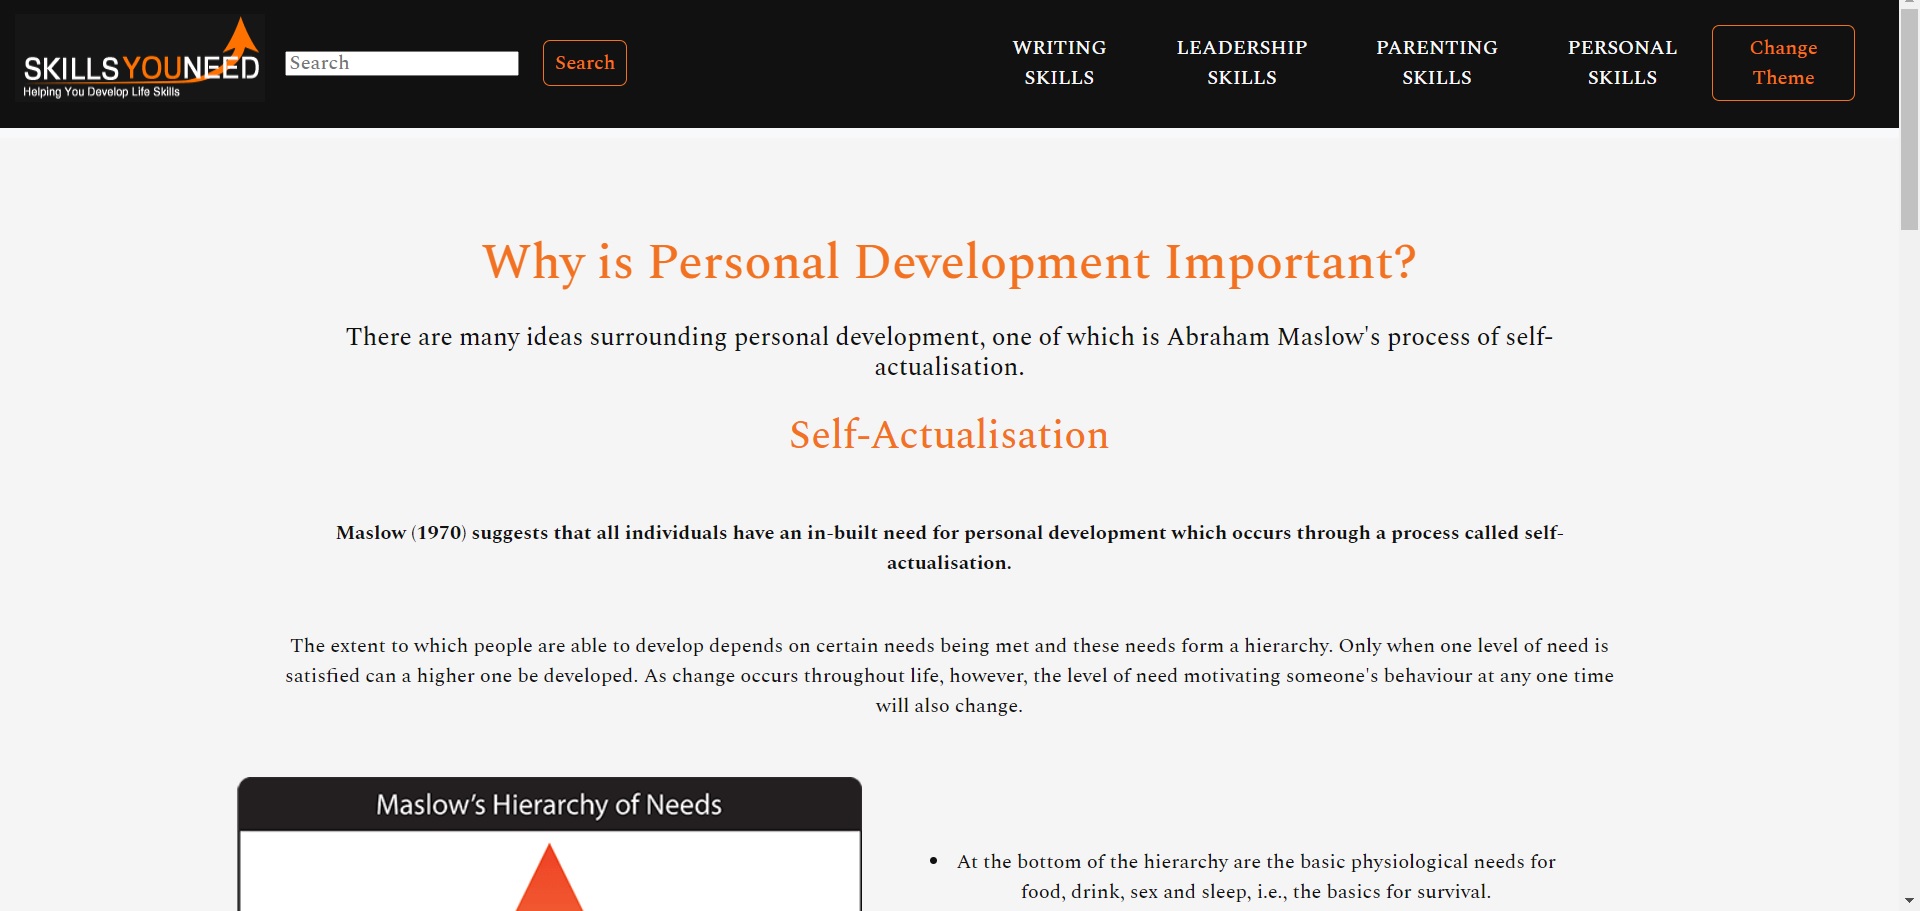 SKILLSYOUNEED
Helping You Develop Life Skills
Search
Search
WRITING
SKILLS
LEADERSHIP
SKILLS
PARENTING
SKILLS
PERSONAL
SKILLS
Change
Theme
Why is Personal Development Important?
There are many ideas surrounding personal development, one of which is Abraham Maslow's process of self-
actualisation.
Self-Actualisation
Maslow (1970) suggests that all individuals have an in-built need for personal development which occurs through a process called self-
actualisation.
The extent to which people are able to develop depends on certain needs being met and these needs form a hierarchy. Only when one level of need is
satisfied can a higher one be developed. As change occurs throughout life, however, the level of need motivating someone's behaviour at any one time
will also change.
Maslow's Hierarchy of Needs
• At the bottom of the hierarchy are the basic physiological needs for
food, drink, sex and sleep, i.e., the basics for survival.